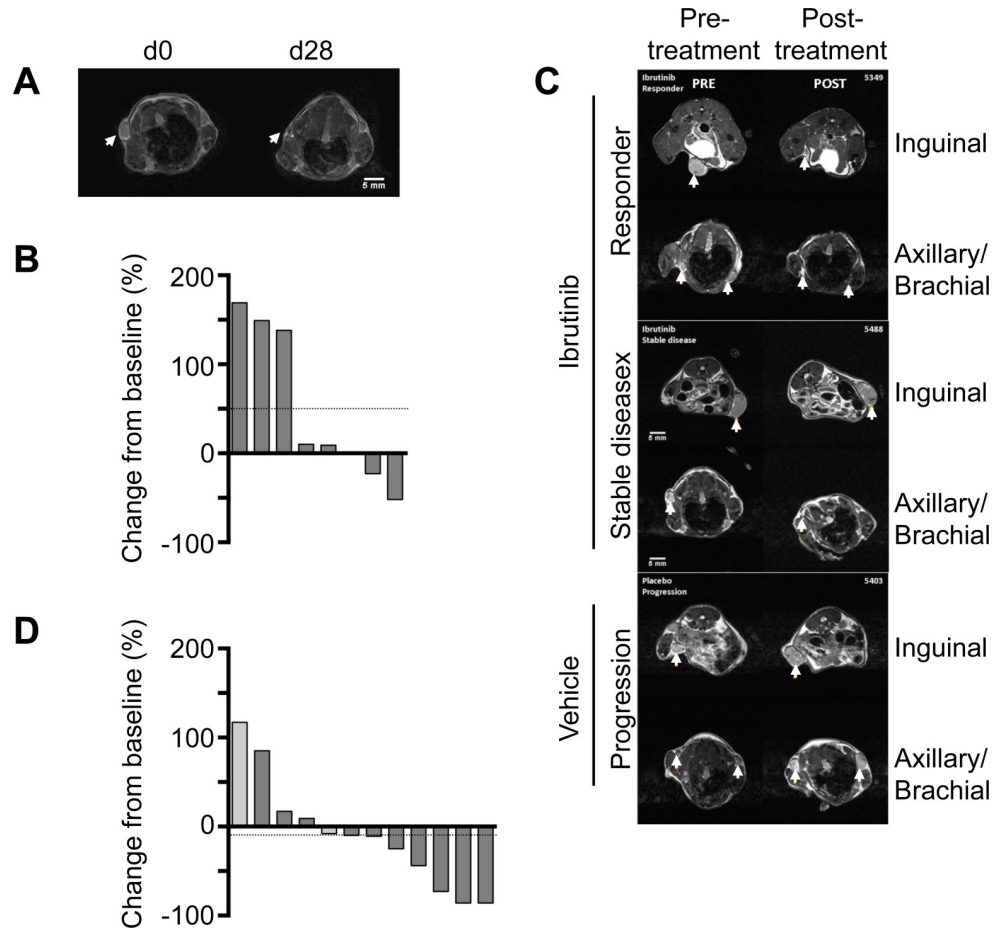 A
d0
d28
5 mm
B
Change from baseline (%)
200
100
0
-100
D
Change from baseline (%)
200
100
0
-100
C
Pre-
treatment
Post-
treatment
Ibrutinib
Responder
Ibrutinib
Responder
PRE
POST
5349
Inguinal
Axillary/
Brachial
Stable diseasex
Ibrutinib
Stable disease
5488
Inguinal
5 mm
Axillary/
Brachial
5 mm
Vehicle
Progression
Placebo
Progression
5403
Inguinal
Axillary/
Brachial